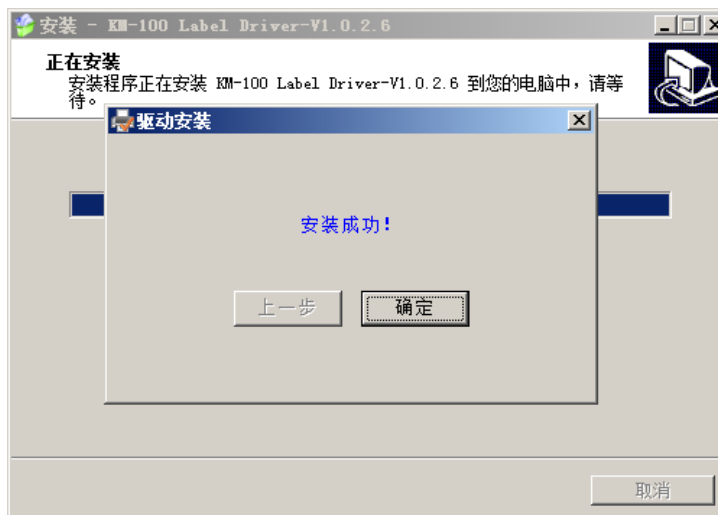 安装 - KM-100 Label Driver-V1.0.2.6
正在安装
安装程序正在安装 KM-100 Label Driver-V1.0.2.6 到您的电脑中，请等
待。
驱动安装
安装成功!
上一步
确定
取消